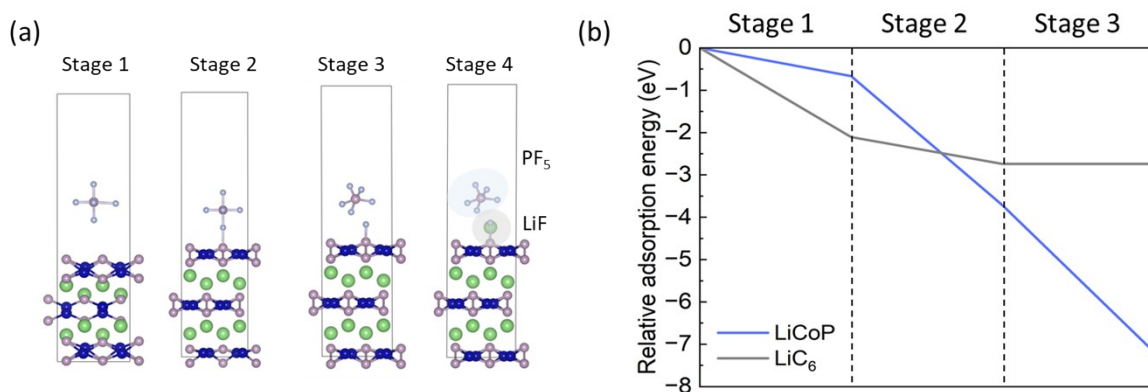 (a)
Stage 1 Stage 2 Stage 3 Stage 4
PF5
LiF
(b)
Stage 1 Stage 2 Stage 3
Relative adsorption energy (eV)
0
−1
−2
−3
−4
−5
−6
−7
−8
LiCoP
LiC6